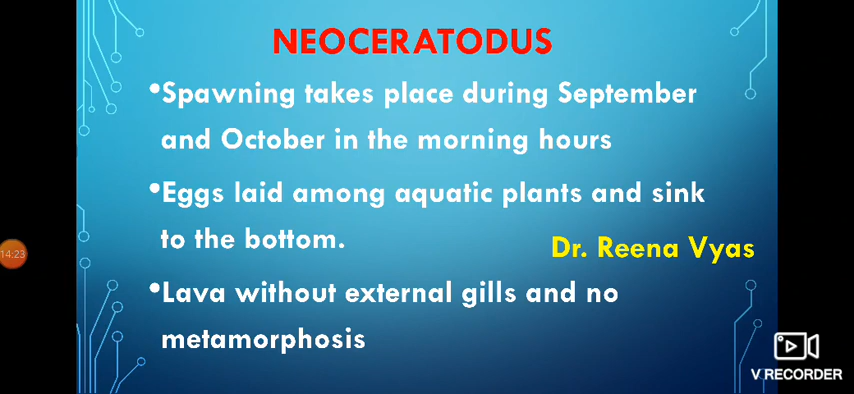 NEOCERATODUS
•Spawning takes place during September
and October in the morning hours
•Eggs laid among aquatic plants and sink
to the bottom.
Dr. Reena Vyas
•Lava without external gills and no
metamorphosis
14:23
V RECORDER